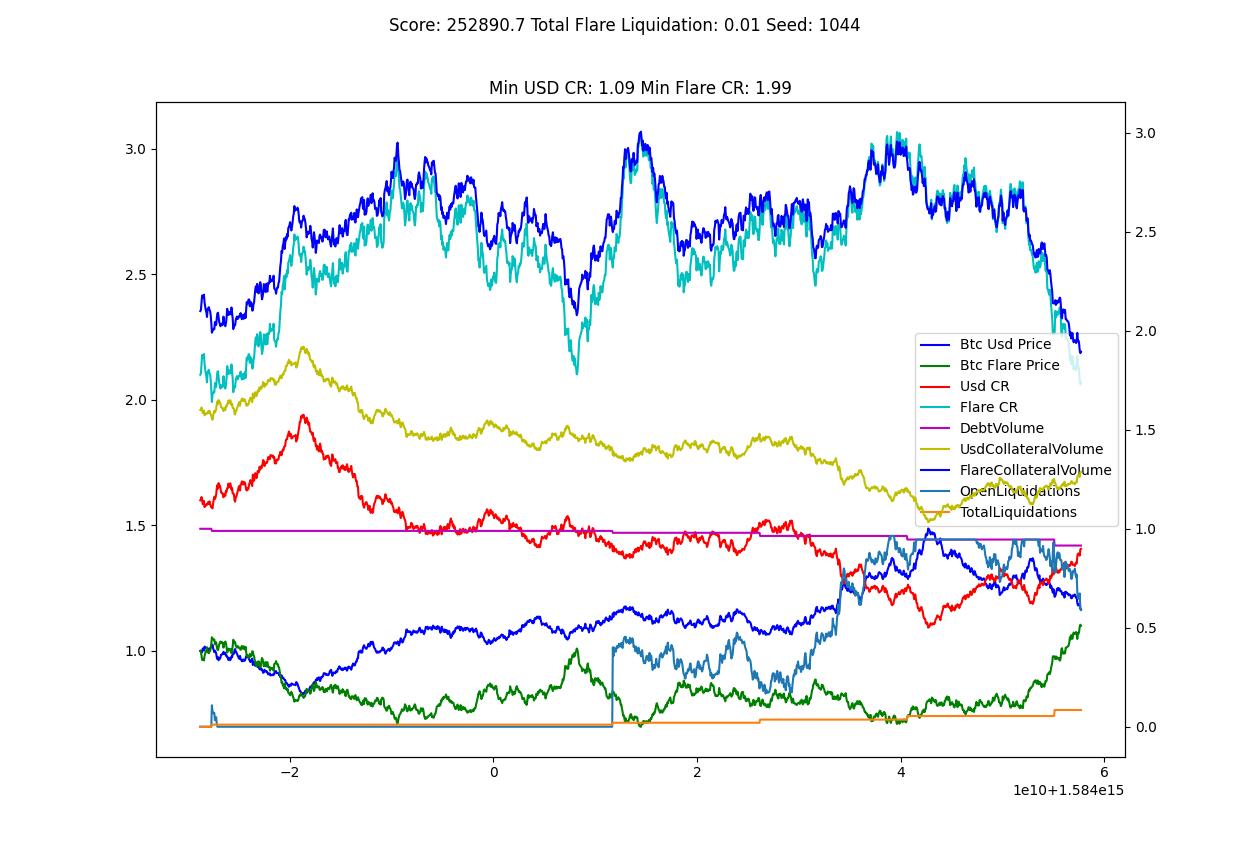 Score: 252890.7 Total Flare Liquidation: 0.01 Seed: 1044
Min USD CR: 1.09 Min Flare CR: 1.99
3.0
2.5
2.0
1.5
1.0
3.0
2.5
2.0
1.5
1.0
0.5
0.0
Btc Usd Price
Btc Flare Price
Usd CR
Flare CR
DebtVolume
UsdCollateralVolume
FlareCollateralVolume
OpenLiquidations
TotalLiquidations
−2 0 2 4 6
1e10+1.584e15